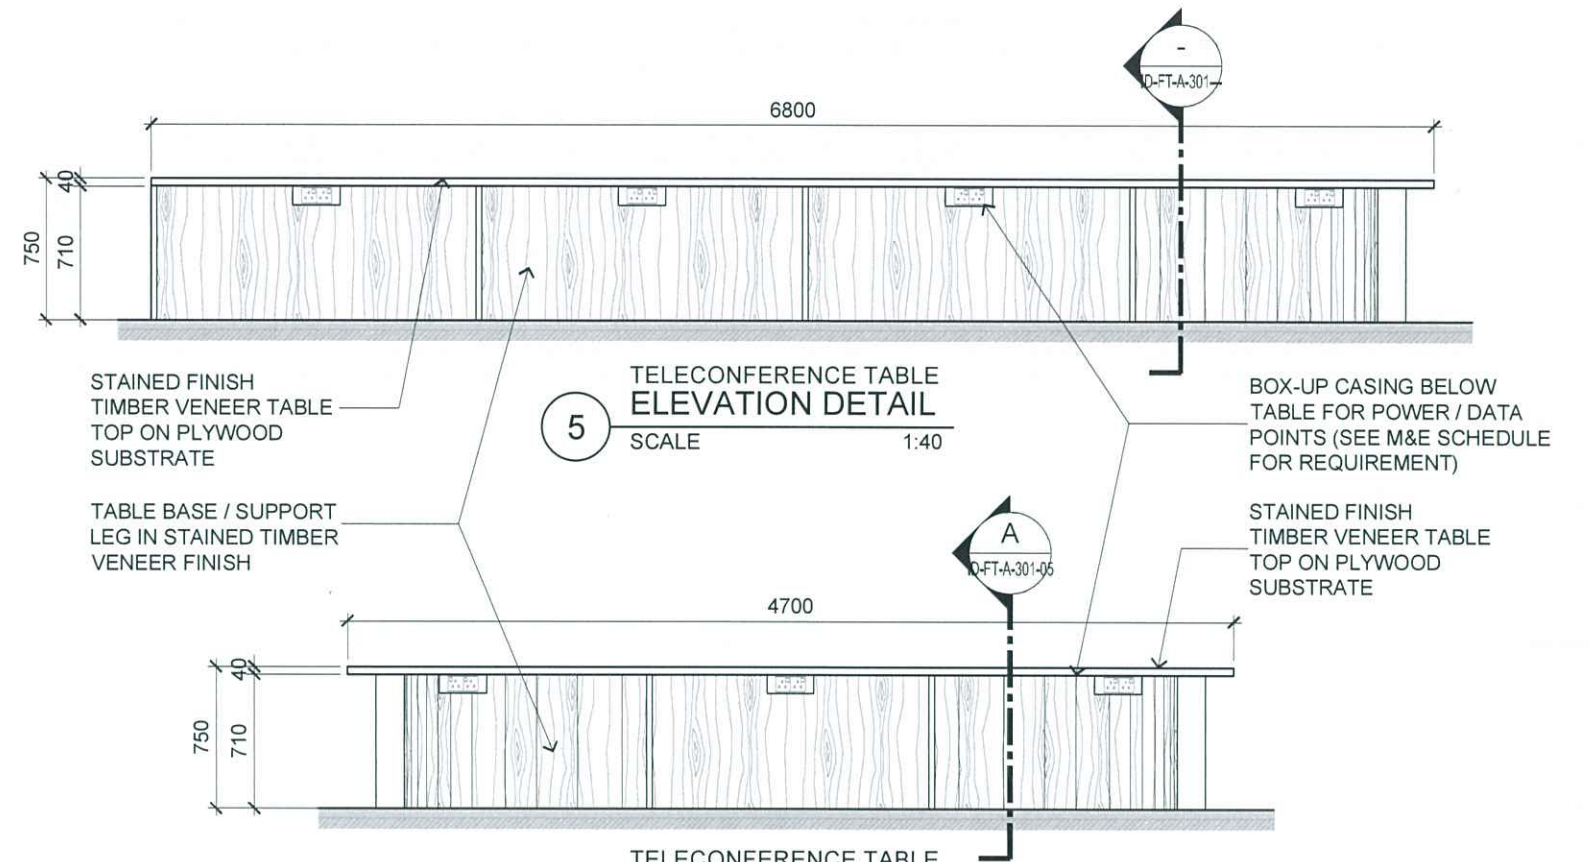 -
ID-FT-A-301-
6800
40
750
710
STAINED FINISH
TIMBER VENEER TABLE
TOP ON PLYWOOD
SUBSTRATE
5
TELECONFERENCE TABLE
ELEVATION DETAIL
SCALE 1:40
BOX-UP CASING BELOW
TABLE FOR POWER / DATA
POINTS (SEE M&E SCHEDULE
FOR REQUIREMENT)
TABLE BASE / SUPPORT
LEG IN STAINED TIMBER
VENEER FINISH
A
ID-FT-A-301-05
STAINED FINISH
TIMBER VENEER TABLE
TOP ON PLYWOOD
SUBSTRATE
4700
40
750
710
TELECONFERENCE TABLE